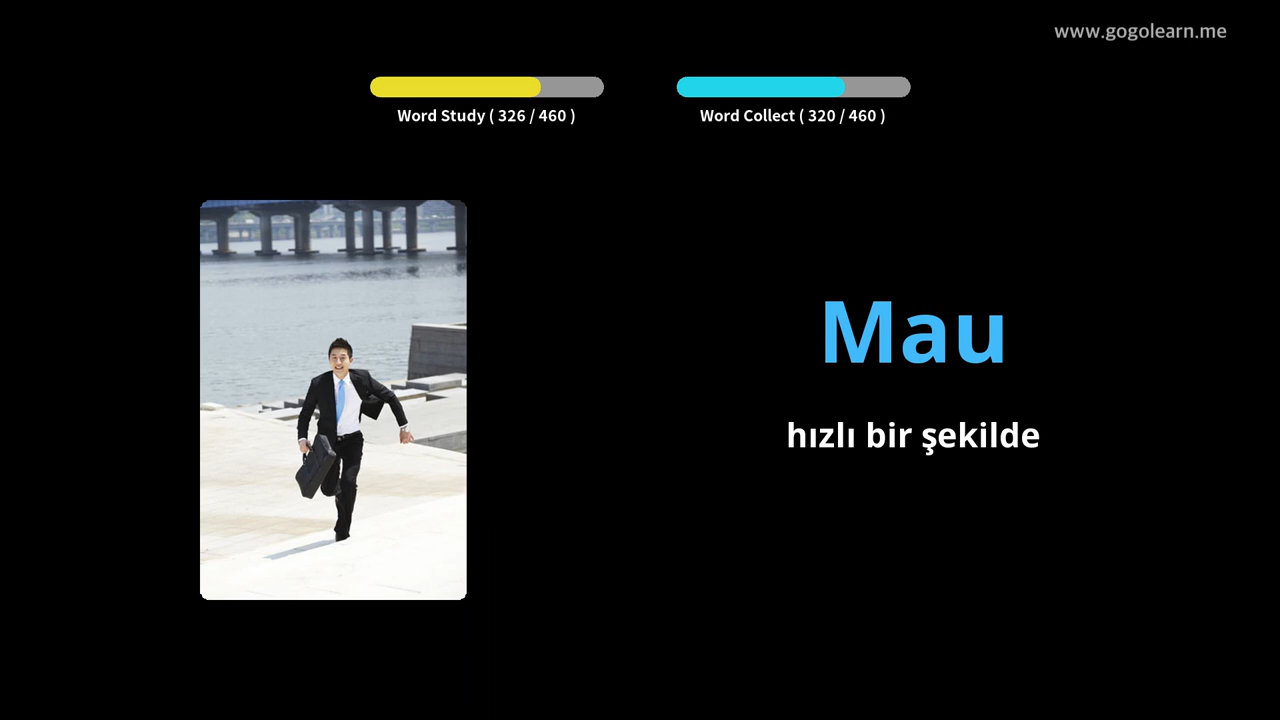 www.gogolearn.me
Word Study ( 326 / 460 )
Word Collect ( 320 / 460 )
Mau
hızlı bir şekilde